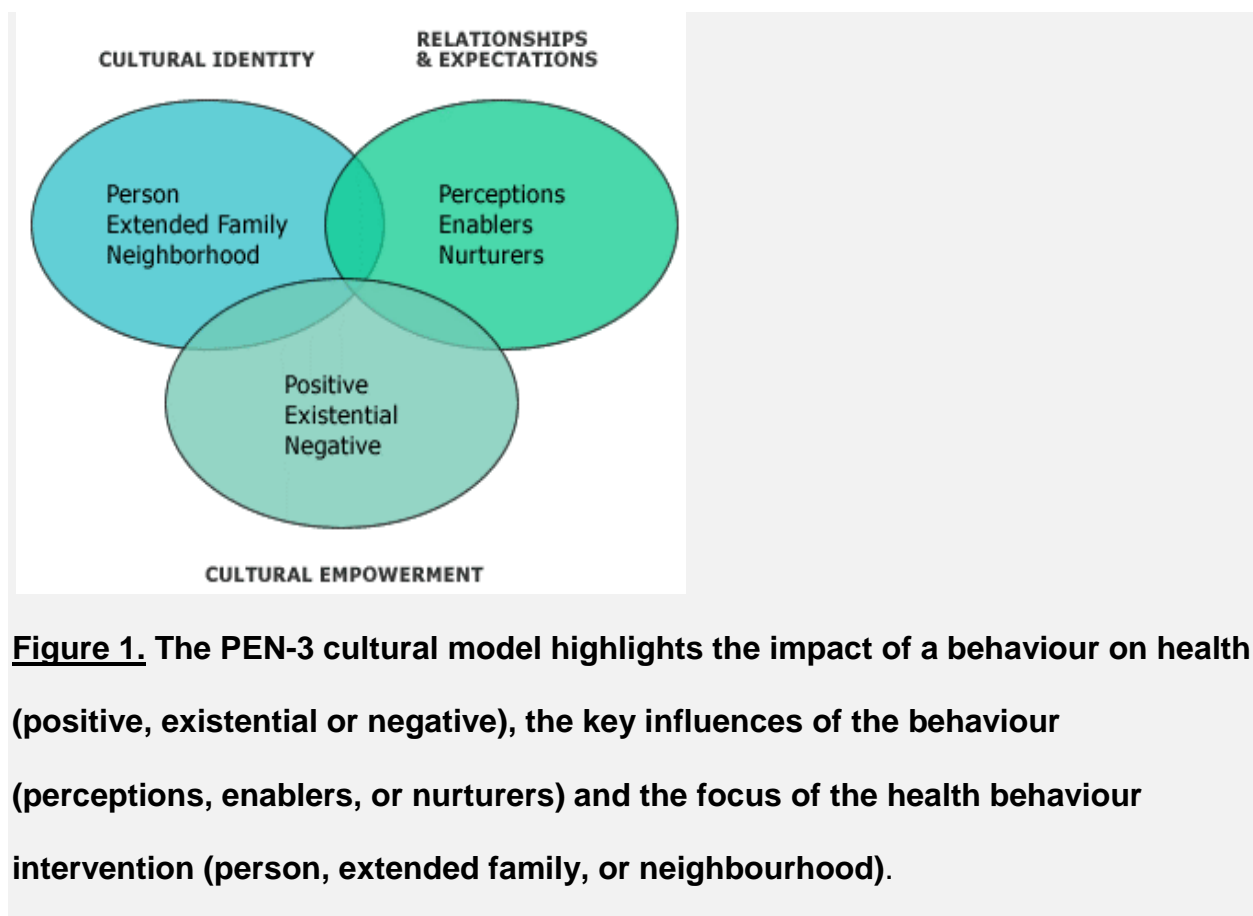 CULTURAL IDENTITY
RELATIONSHIPS
& EXPECTATIONS
Person
Extended Family
Neighborhood
Perceptions
Enablers
Nurturers
Positive
Existential
Negative
CULTURAL EMPOWERMENT
Figure 1. The PEN-3 cultural model highlights the impact of a behaviour on health
(positive, existential or negative), the key influences of the behaviour
(perceptions, enablers, or nurturers) and the focus of the health behaviour
intervention (person, extended family, or neighbourhood).